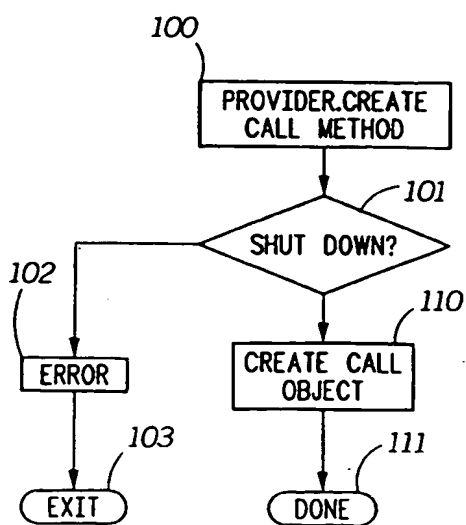 100
PROVIDER.CREATE
CALL METHOD
101
SHUT DOWN?
102
ERROR
110
CREATE CALL
OBJECT
103
EXIT
111
DONE